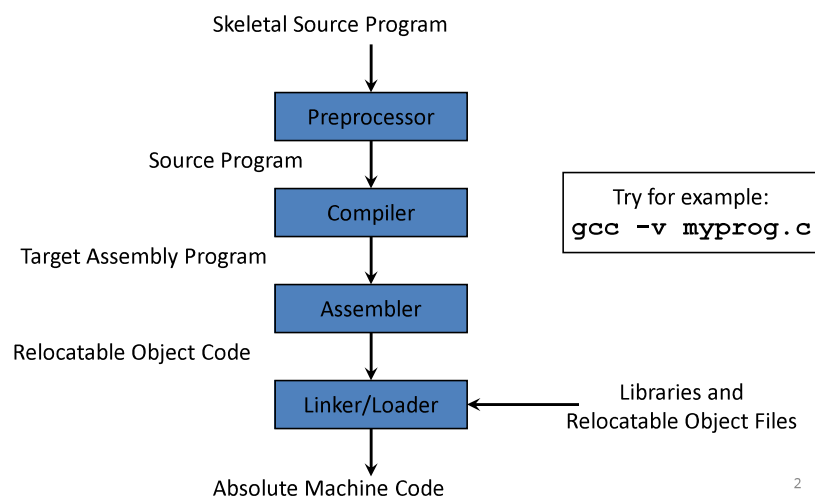 Skeletal Source Program
Preprocessor
Source Program
Compiler
Try for example:
gcc -v myprog.c
Target Assembly Program
Assembler
Relocatable Object Code
Linker/Loader
Libraries and
Relocatable Object Files
Absolute Machine Code
2